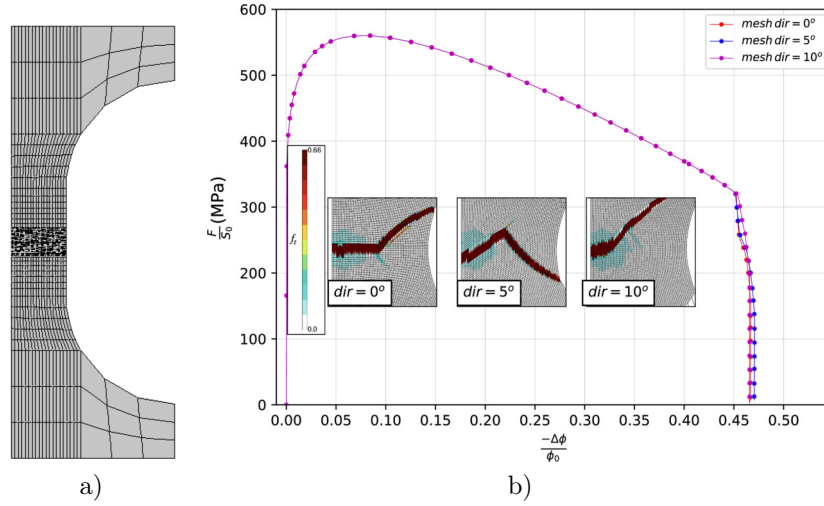 600
500
400
300
200
100
0
F/S₀ (MPa)
mesh dir = 0°
mesh dir = 5°
mesh dir = 10°
0.66
f_f
0.0
dir = 0°
dir = 5°
dir = 10°
0.00 0.05 0.10 0.15 0.20 0.25 0.30 0.35 0.40 0.45 0.50
-Δϕ/ϕ₀
a) b)